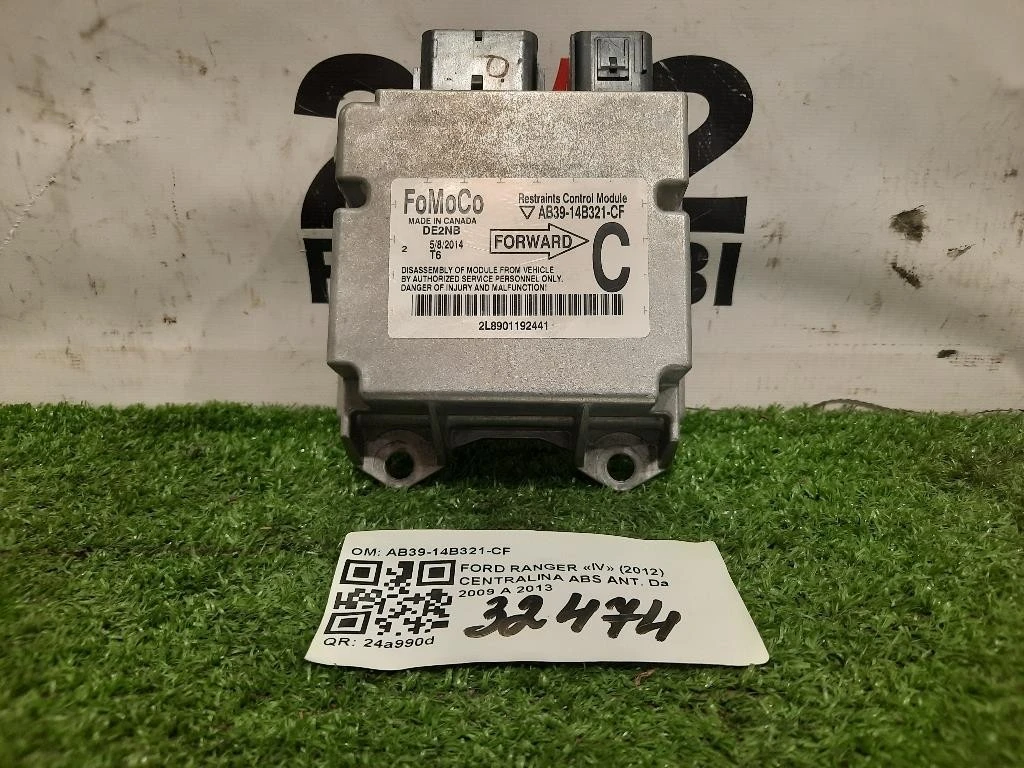 FoMoCo
MADE IN CANADA
DE2NB
2 5/8/2014
T6
Restraints Control Module
AB39-14B321-CF
FORWARD
C
DISASSEMBLY OF MODULE FROM VEHICLE
BY AUTHORIZED SERVICE PERSONNEL ONLY.
DANGER OF INJURY AND MALFUNCTION!
2L8901192441
OM: AB39-14B321-CF
FORD RANGER «IV» (2012)
CENTRALINA ABS ANT. Da
2009 A 2013
32474
QR: 24a990d